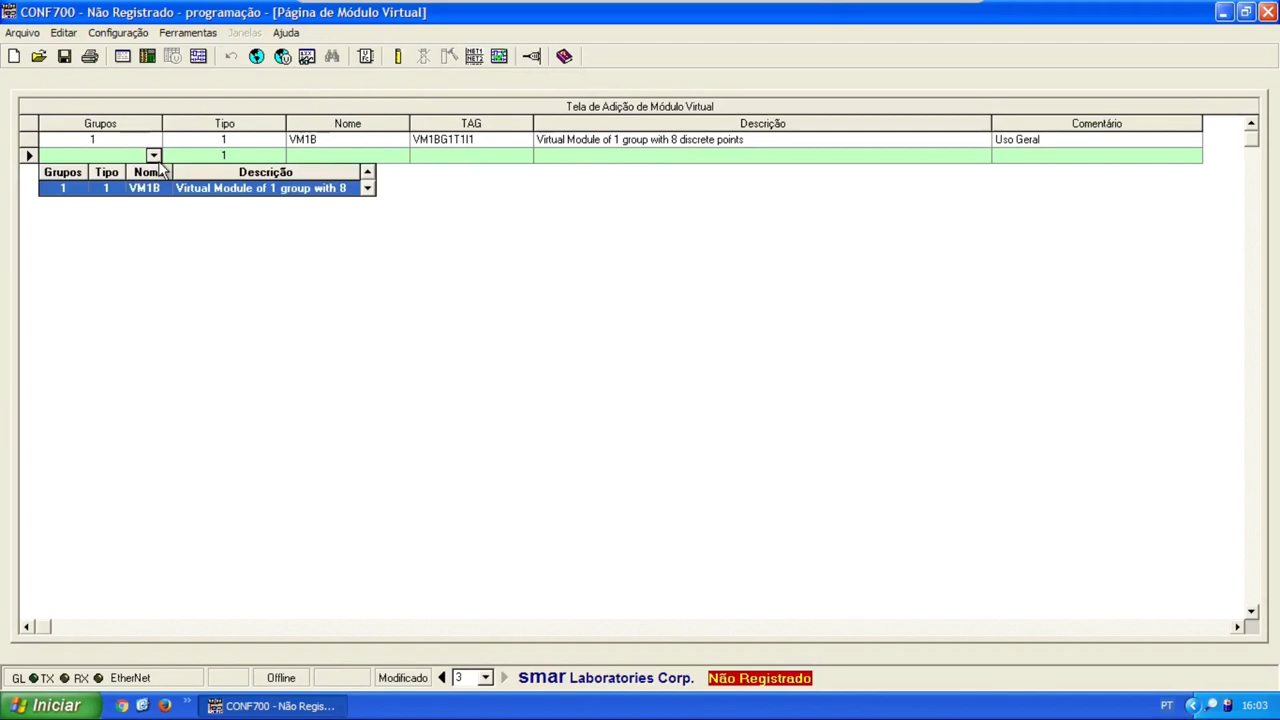 CONF700 - Não Registrado - programação - [Página de Módulo Virtual]
Arquivo Editar Configuração Ferramentas Janelas Ajuda
Tela de Adição de Módulo Virtual
Grupos Tipo Nome TAG Descrição Comentário
1 1 VM1B VM1BG1T1I1 Virtual Module of 1 group with 8 discrete points Uso Geral
1
Grupos Tipo Nom Descrição
1 1 VM1B Virtual Module of 1 group with 8
GL TX RX EtherNet Offline Modificado 3 smar Laboratories Corp. Não Registrado
Iniciar CONF700 - Não Regis... PT 16:03